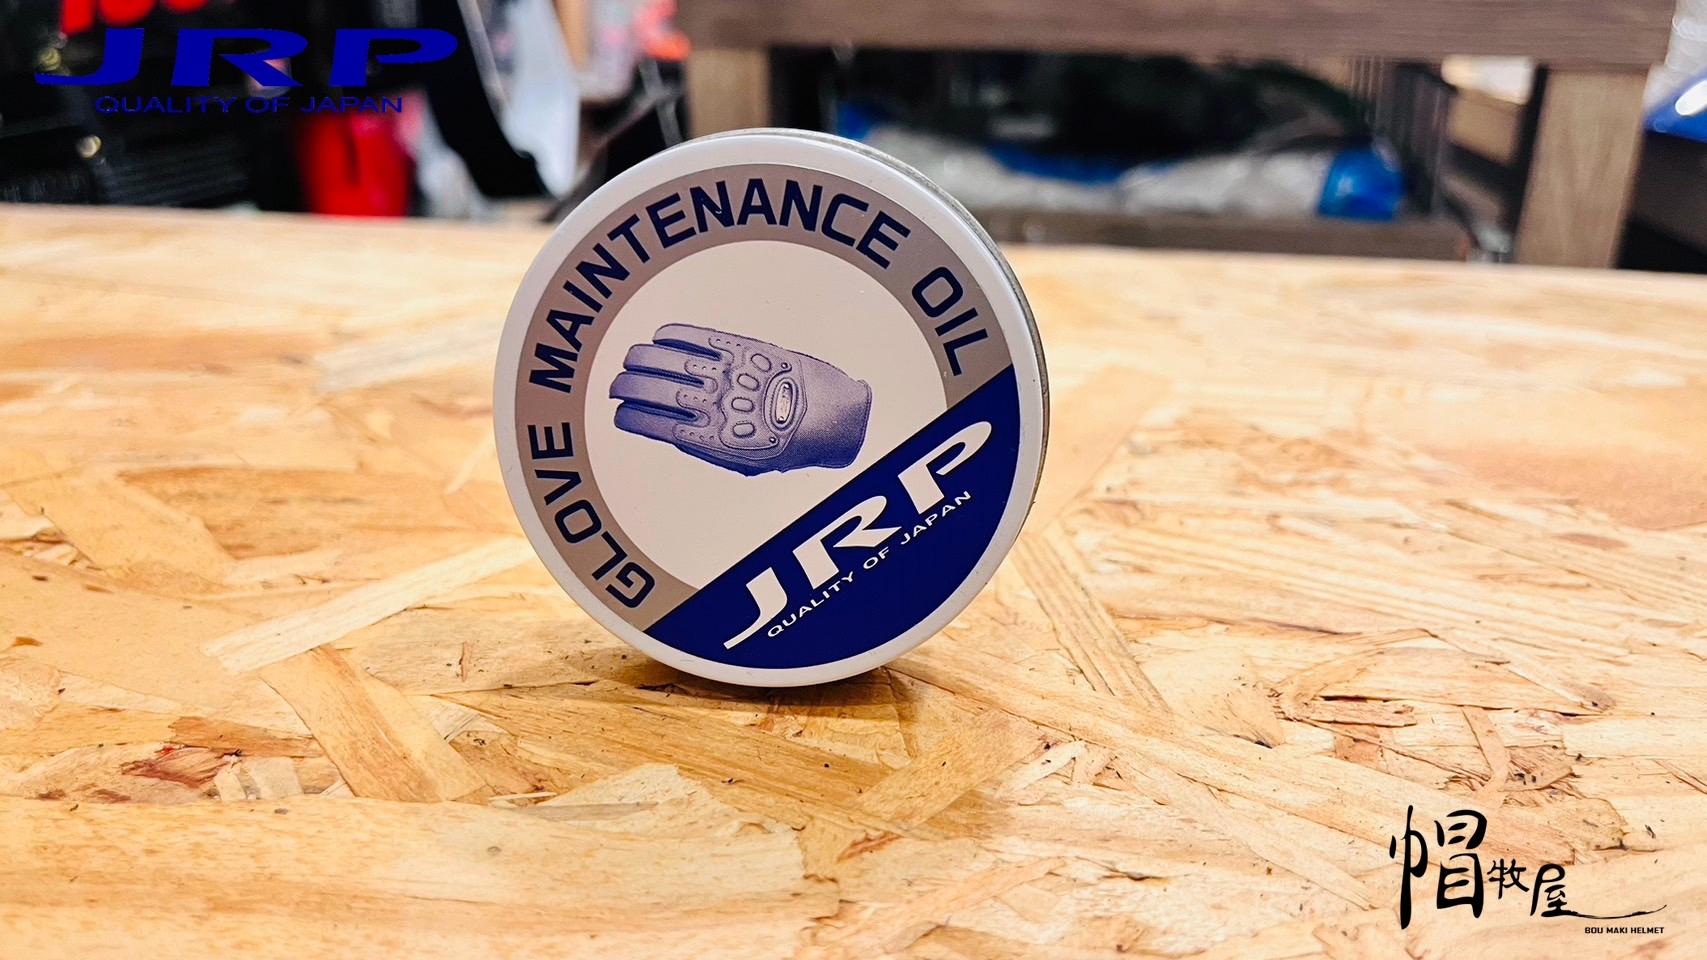 JRP
QUALITY OF JAPAN
GLOVE MAINTENANCE OIL
JRP
QUALITY OF JAPAN
帽牧屋
BOU MAKI HELMET